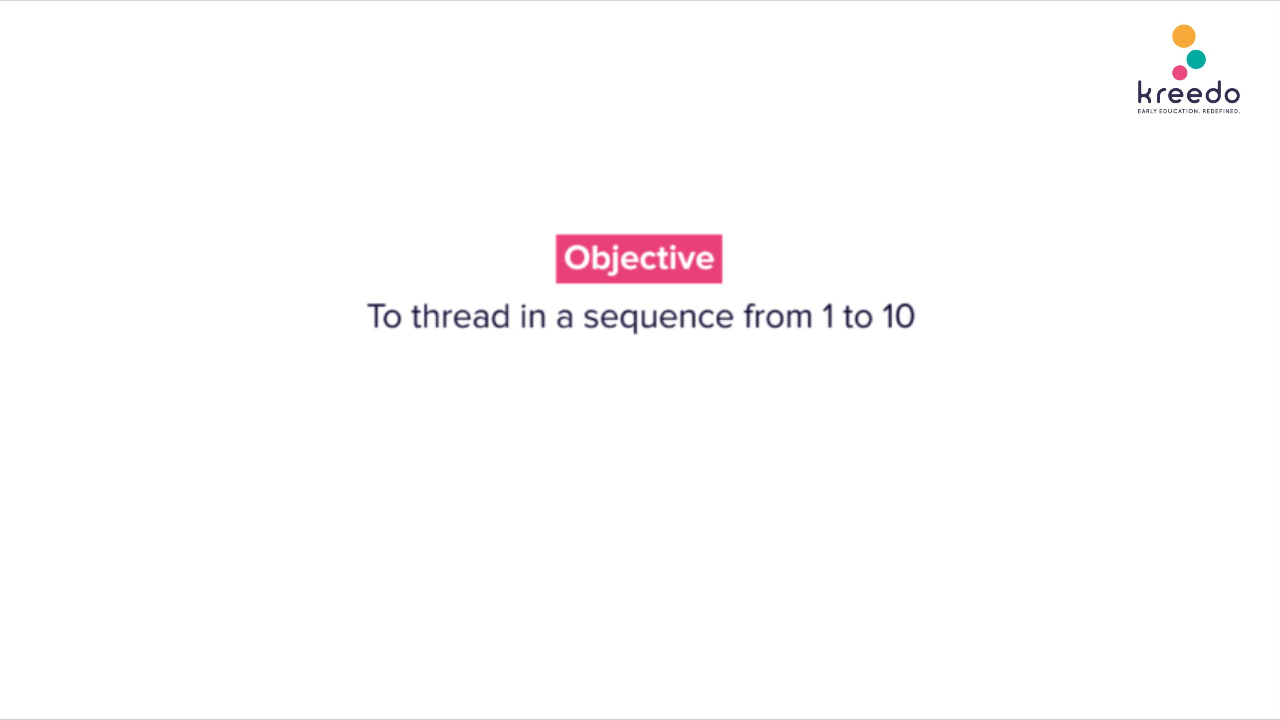 kreedo
EARLY EDUCATION. REDEFINED.
Objective
To thread in a sequence from 1 to 10